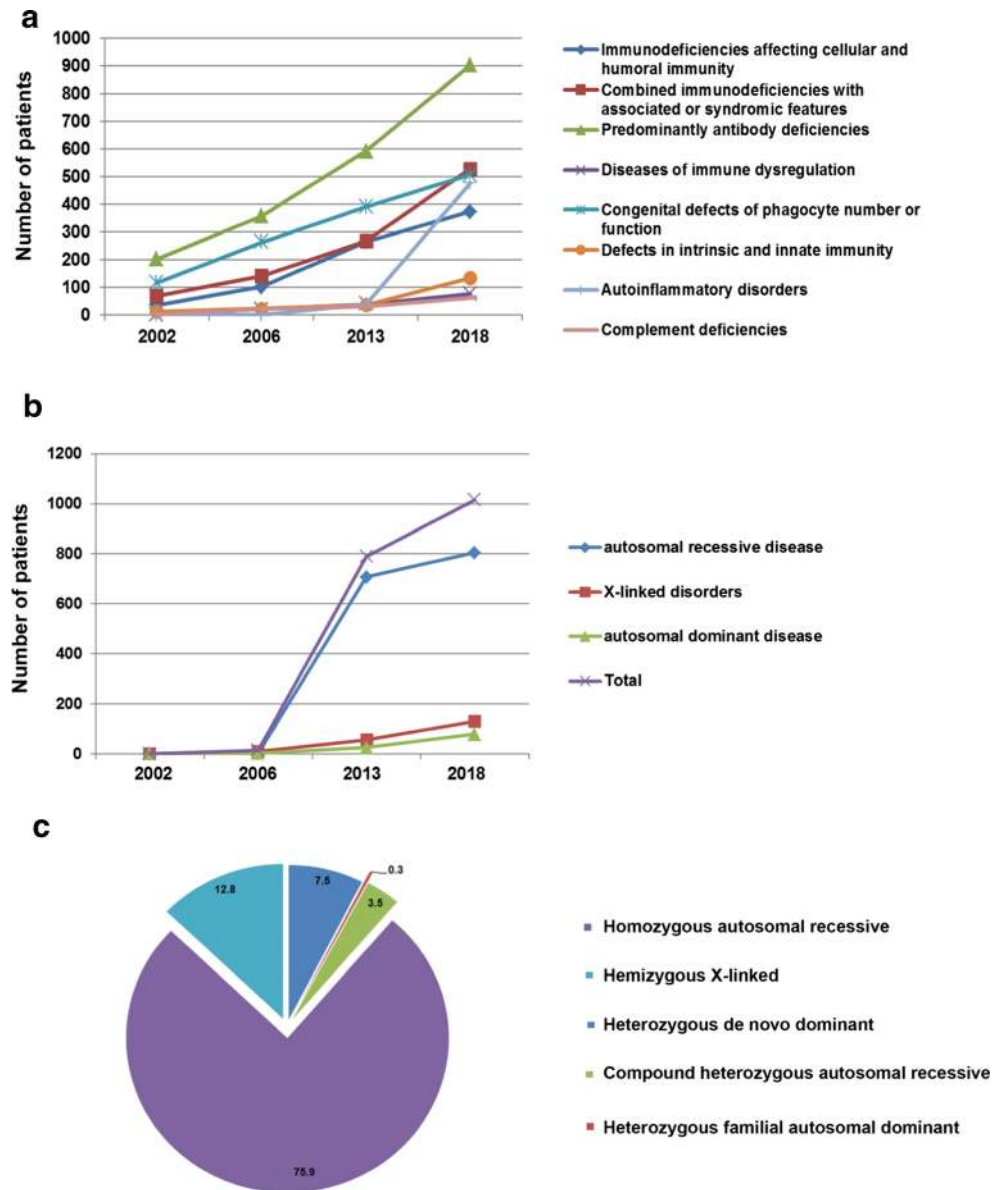 a
1000
900
800
700
600
500
400
300
200
100
0
Number of patients
2002 2006 2013 2018
Immunodeficiencies affecting cellular and
humoral immunity
Combined immunodeficiencies with
associated or syndromic features
Predominantly antibody deficiencies
Diseases of immune dysregulation
Congenital defects of phagocyte number or
function
Defects in intrinsic and innate immunity
Autoinflammatory disorders
Complement deficiencies
b
1200
1000
800
600
400
200
0
Number of patients
2002 2006 2013 2018
autosomal recessive disease
X-linked disorders
autosomal dominant disease
Total
c
12.8
7.5
0.3
3.5
75.9
Homozygous autosomal recessive
Hemizygous X-linked
Heterozygous de novo dominant
Compound heterozygous autosomal recessive
Heterozygous familial autosomal dominant